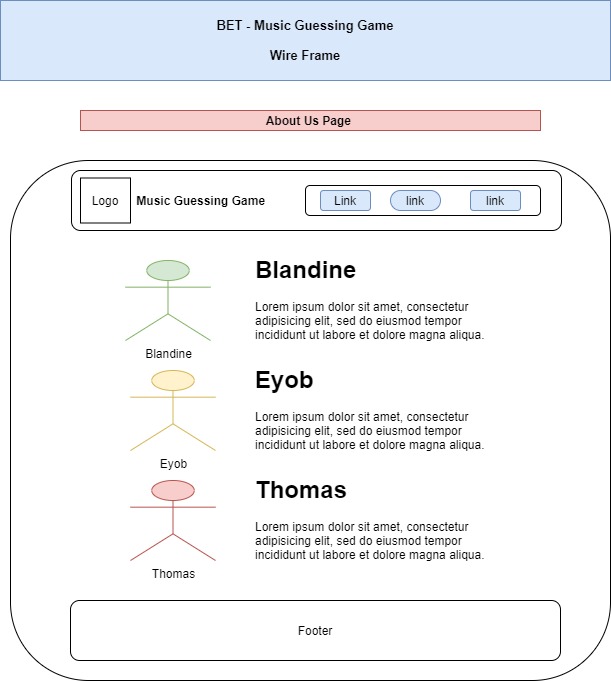 BET - Music Guessing Game
Wire Frame
About Us Page
Logo
Music Guessing Game
Link
link
link
Blandine
Lorem ipsum dolor sit amet, consectetur
adipisicing elit, sed do eiusmod tempor
incididunt ut labore et dolore magna aliqua.
Blandine
Eyob
Lorem ipsum dolor sit amet, consectetur
adipisicing elit, sed do eiusmod tempor
incididunt ut labore et dolore magna aliqua.
Eyob
Thomas
Lorem ipsum dolor sit amet, consectetur
adipisicing elit, sed do eiusmod tempor
incididunt ut labore et dolore magna aliqua.
Thomas
Footer